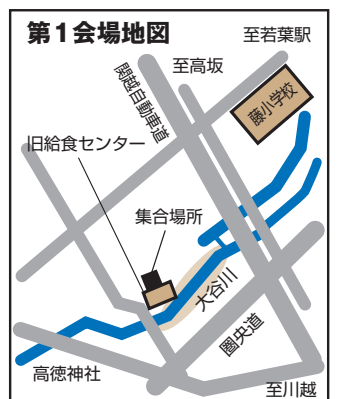 第1会場地図
至若葉駅
至高坂
関越自動車道
藤小学校
旧給食センター
集合場所
大谷川
圏央道
高徳神社
至川越